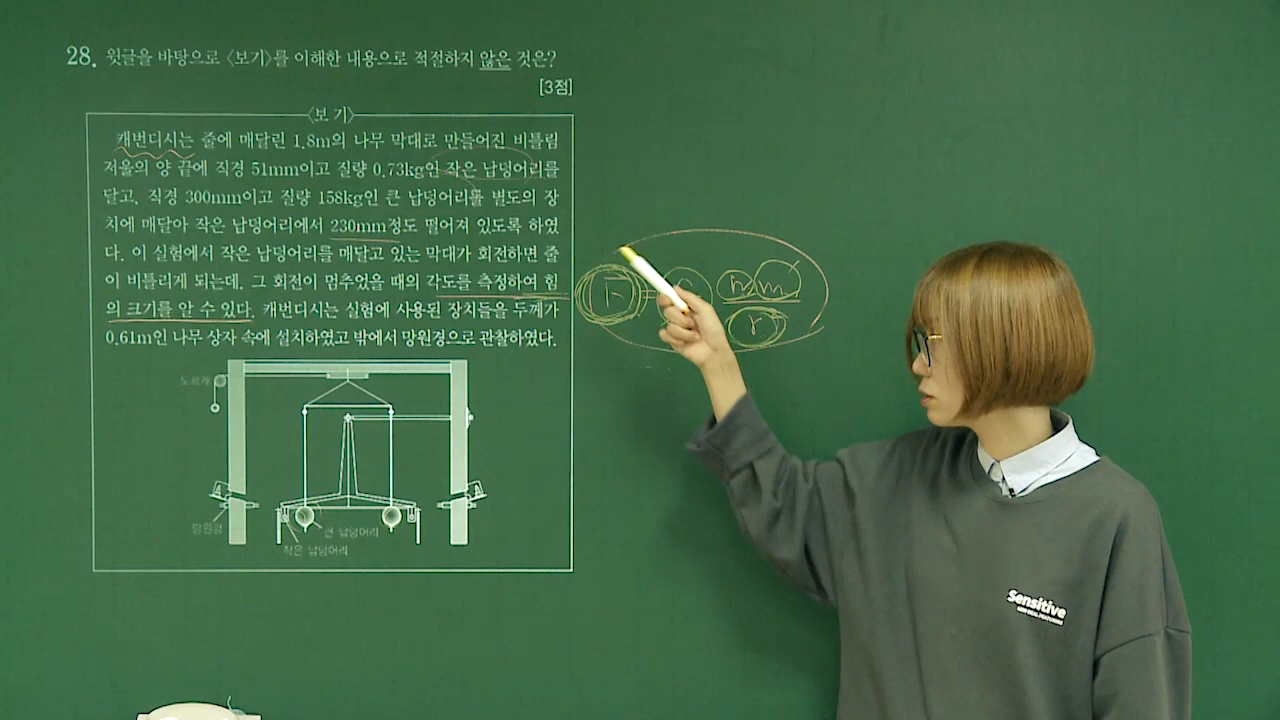 28. 윗글을 바탕으로 〈보기〉를 이해한 내용으로 적절하지 않은 것은?
[3점]
〈보 기〉
캐번디시는 줄에 매달린 1.8m의 나무 막대로 만들어진 비틀림
저울의 양 끝에 직경 51mm이고 질량 0.73kg인 작은 납덩어리를
달고, 직경 300mm이고 질량 158kg인 큰 납덩어리를 별도의 장
치에 매달아 작은 납덩어리에서 230mm정도 떨어져 있도록 하였
다. 이 실험에서 작은 납덩어리를 매달고 있는 막대가 회전하면 줄
이 비틀리게 되는데, 그 회전이 멈추었을 때의 각도를 측정하여 힘
의 크기를 알 수 있다. 캐번디시는 실험에 사용된 장치들을 두께가
0.61m인 나무 상자 속에 설치하였고 밖에서 망원경으로 관찰하였다.
도르래
망원경
큰 납덩어리
작은 납덩어리
F
m m
r
Sensitive